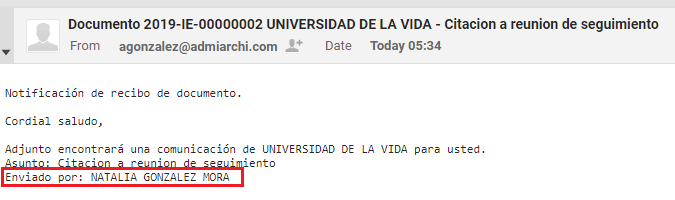 Documento 2019-IE-00000002 UNIVERSIDAD DE LA VIDA - Citacion a reunion de seguimiento
From agonzalez@admiarchi.com Date Today 05:34
Notificación de recibo de documento.
Cordial saludo,
Adjunto encontrará una comunicación de UNIVERSIDAD DE LA VIDA para usted.
Asunto: Citacion a reunion de seguimiento
Enviado por: NATALIA GONZALEZ MORA